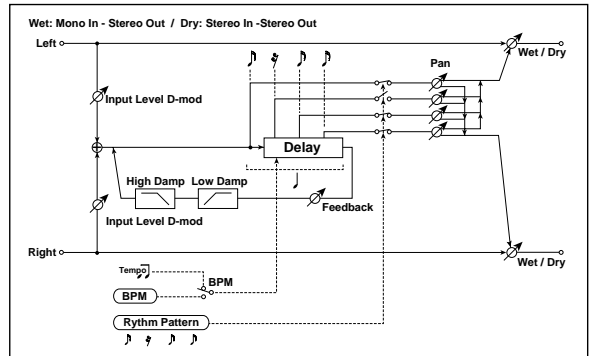 Wet: Mono In - Stereo Out / Dry: Stereo In -Stereo Out
Left
Pan
Wet / Dry
Input Level D-mod
Delay
High Damp
Low Damp
Feedback
Input Level D-mod
Right
Wet / Dry
Tempo
BPM
BPM
Rythm Pattern